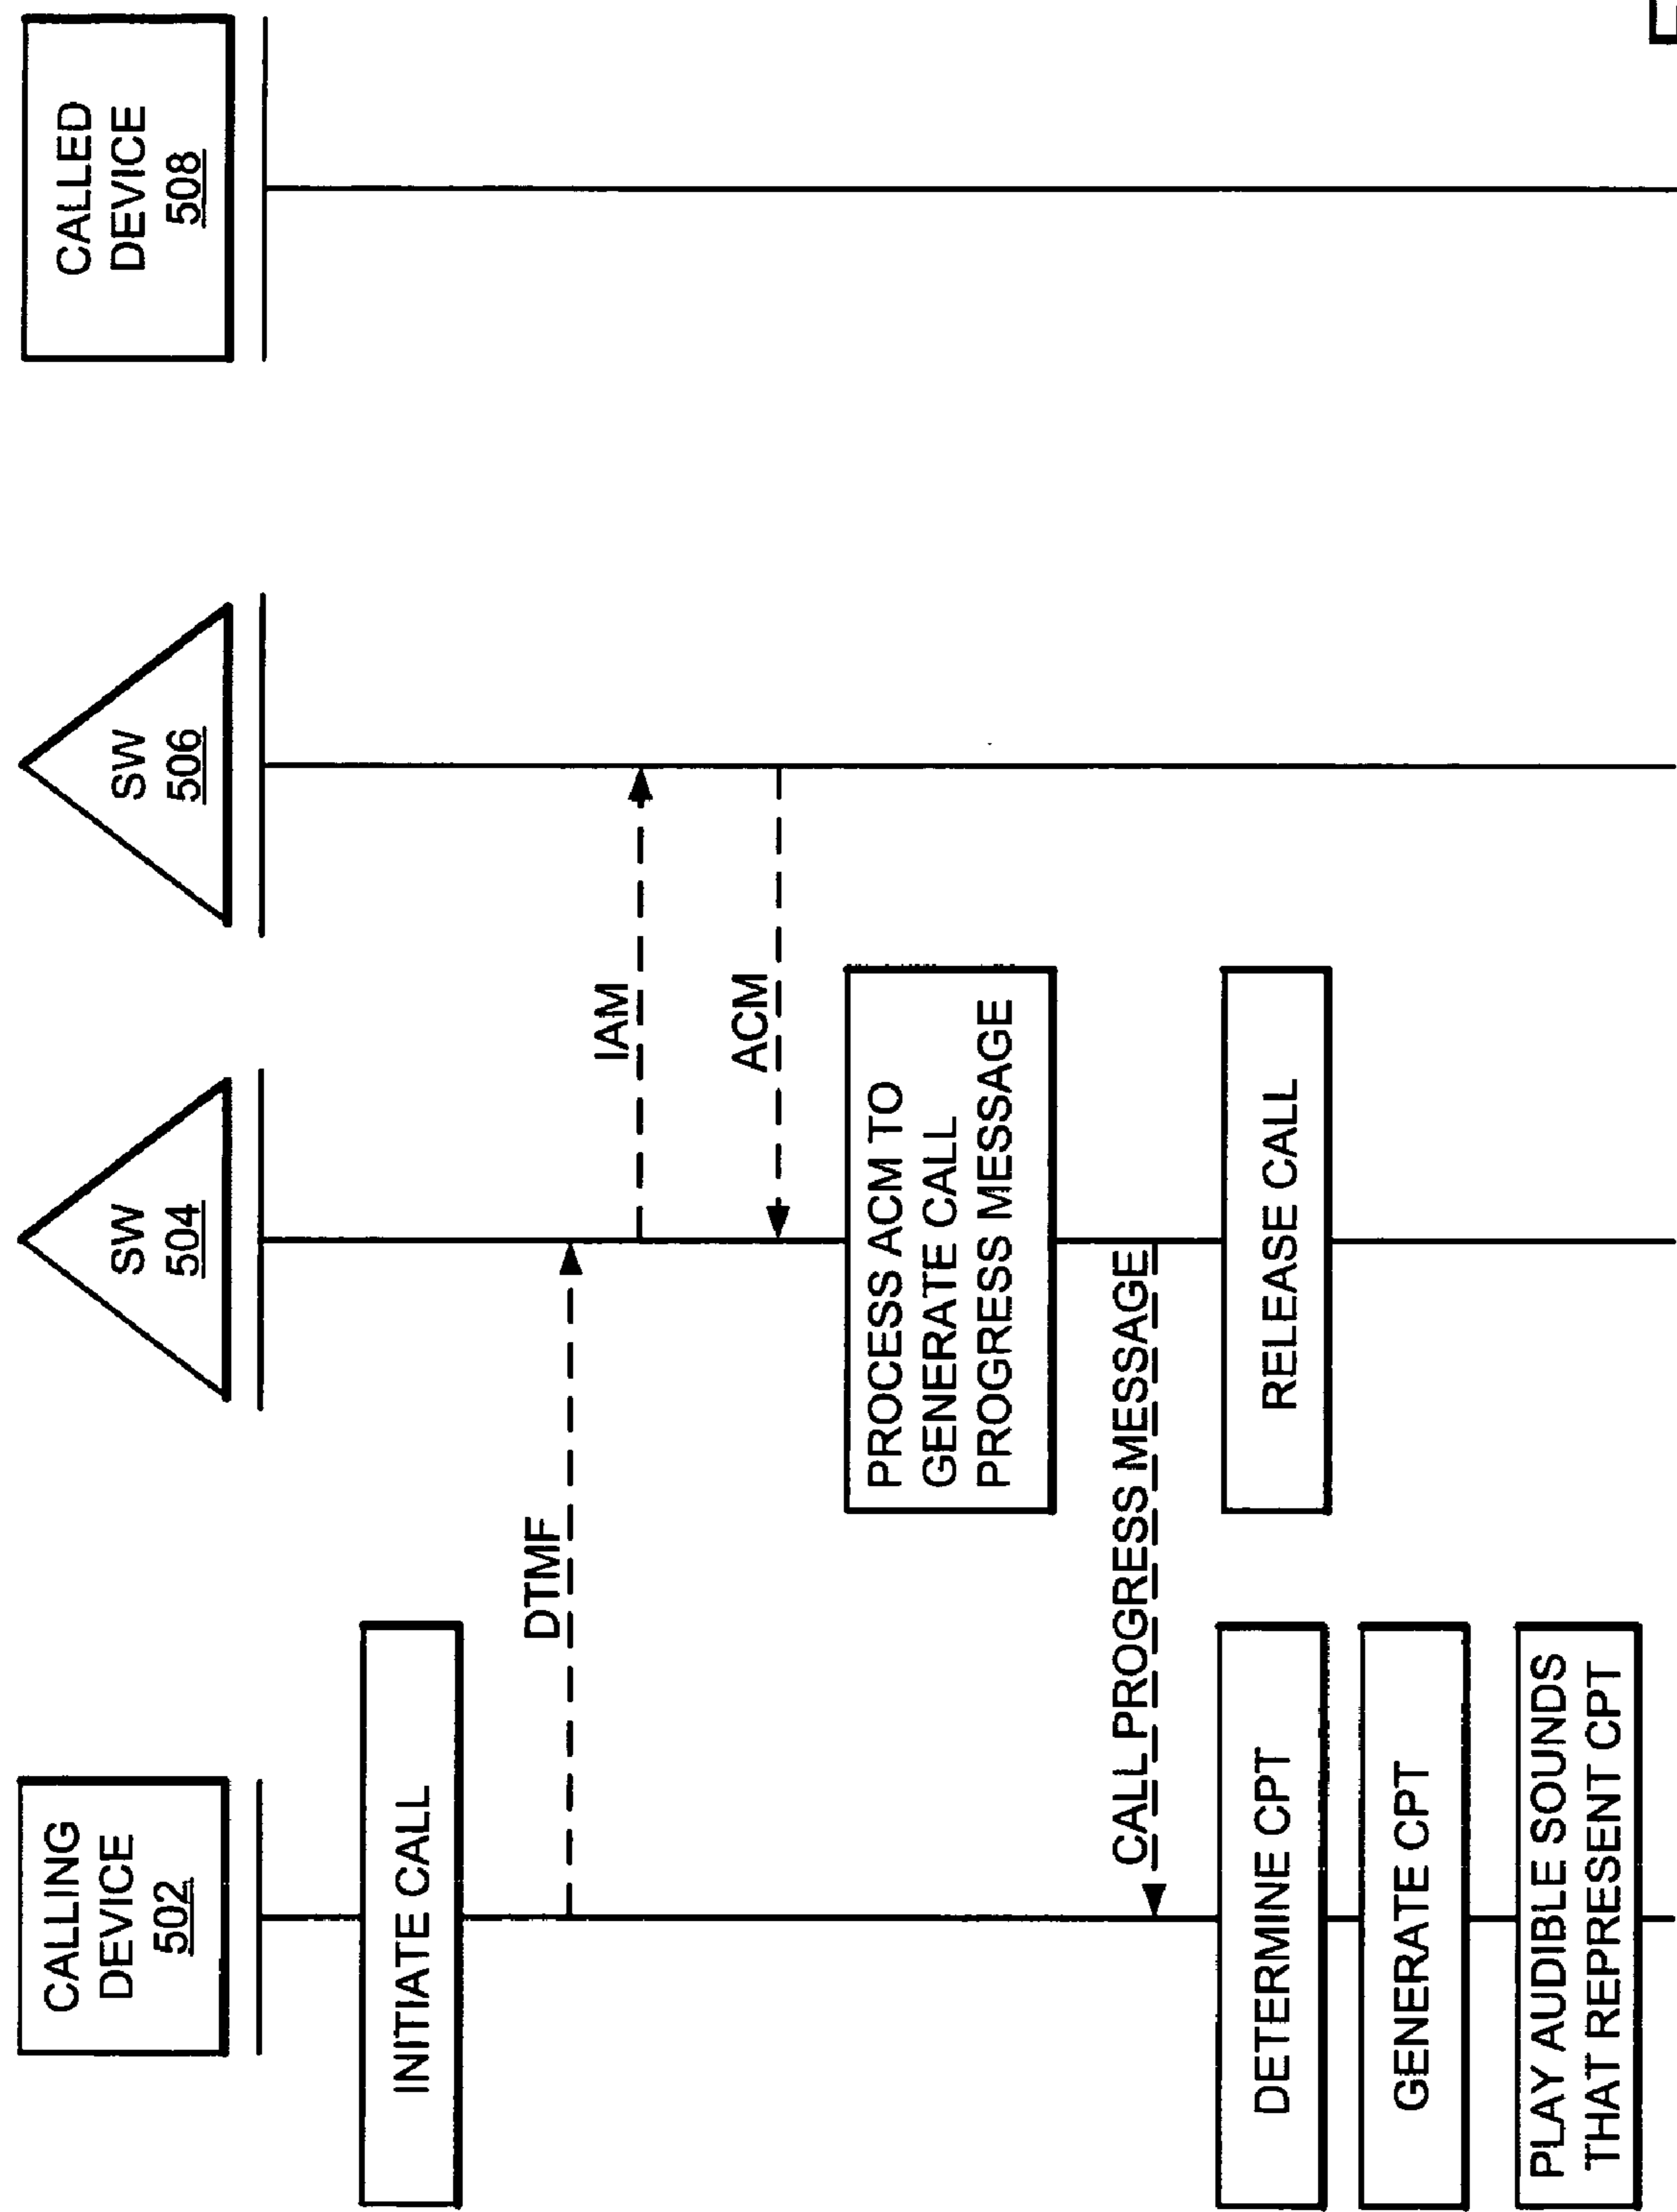 CALLING
DEVICE
502
SW
504
SW
506
CALLED
DEVICE
508
INITIATE CALL
DTMF
IAM
ACM
PROCESS ACM TO
GENERATE CALL
PROGRESS MESSAGE
CALL PROGRESS MESSAGE
RELEASE CALL
DETERMINE CPT
GENERATE CPT
PLAY AUDIBLE SOUNDS
THAT REPRESENT CPT